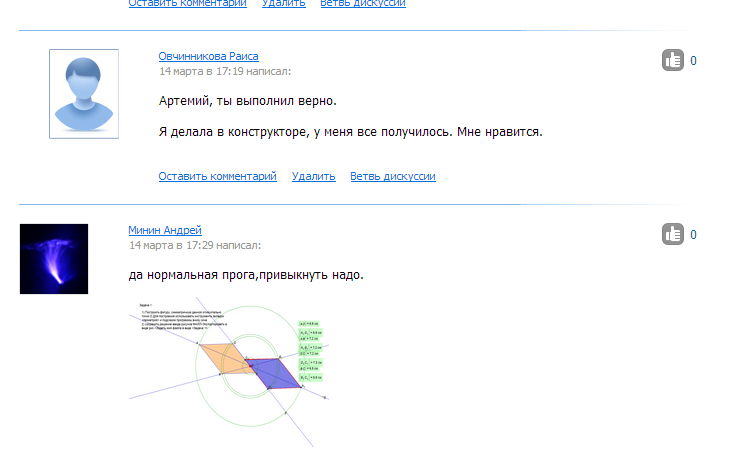 Оставить комментарий Удалить Ветвь дискуссии
Овчинникова Раиса
14 марта в 17:19 написал:
0
Артемий, ты выполнил верно.
Я делала в конструкторе, у меня все получилось. Мне нравится.
Оставить комментарий Удалить Ветвь дискуссии
Минин Андрей
14 марта в 17:29 написал:
0
да нормальная прога,привыкнуть надо.
Задача 1